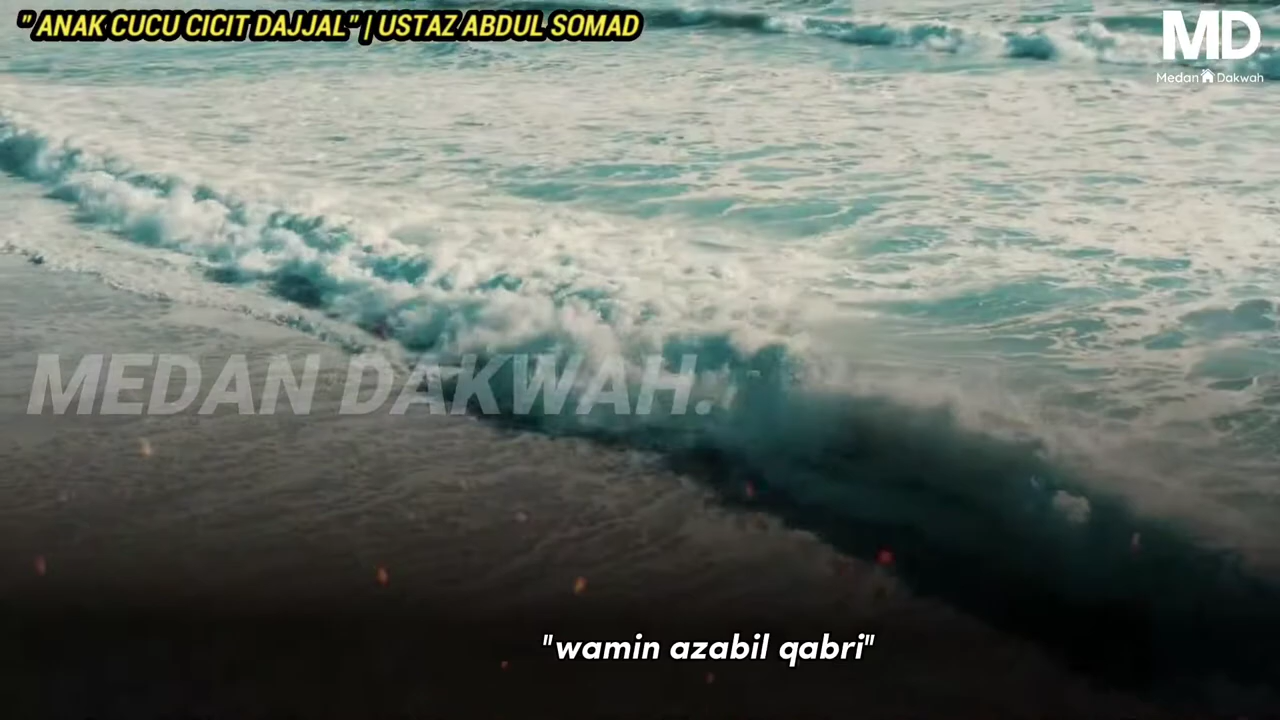 " ANAK CUCU CICIT DAJJAL" | USTAZ ABDUL SOMAD
MD
Medan Dakwah
MEDAN DAKWAH.
"wamin azabil qabri"